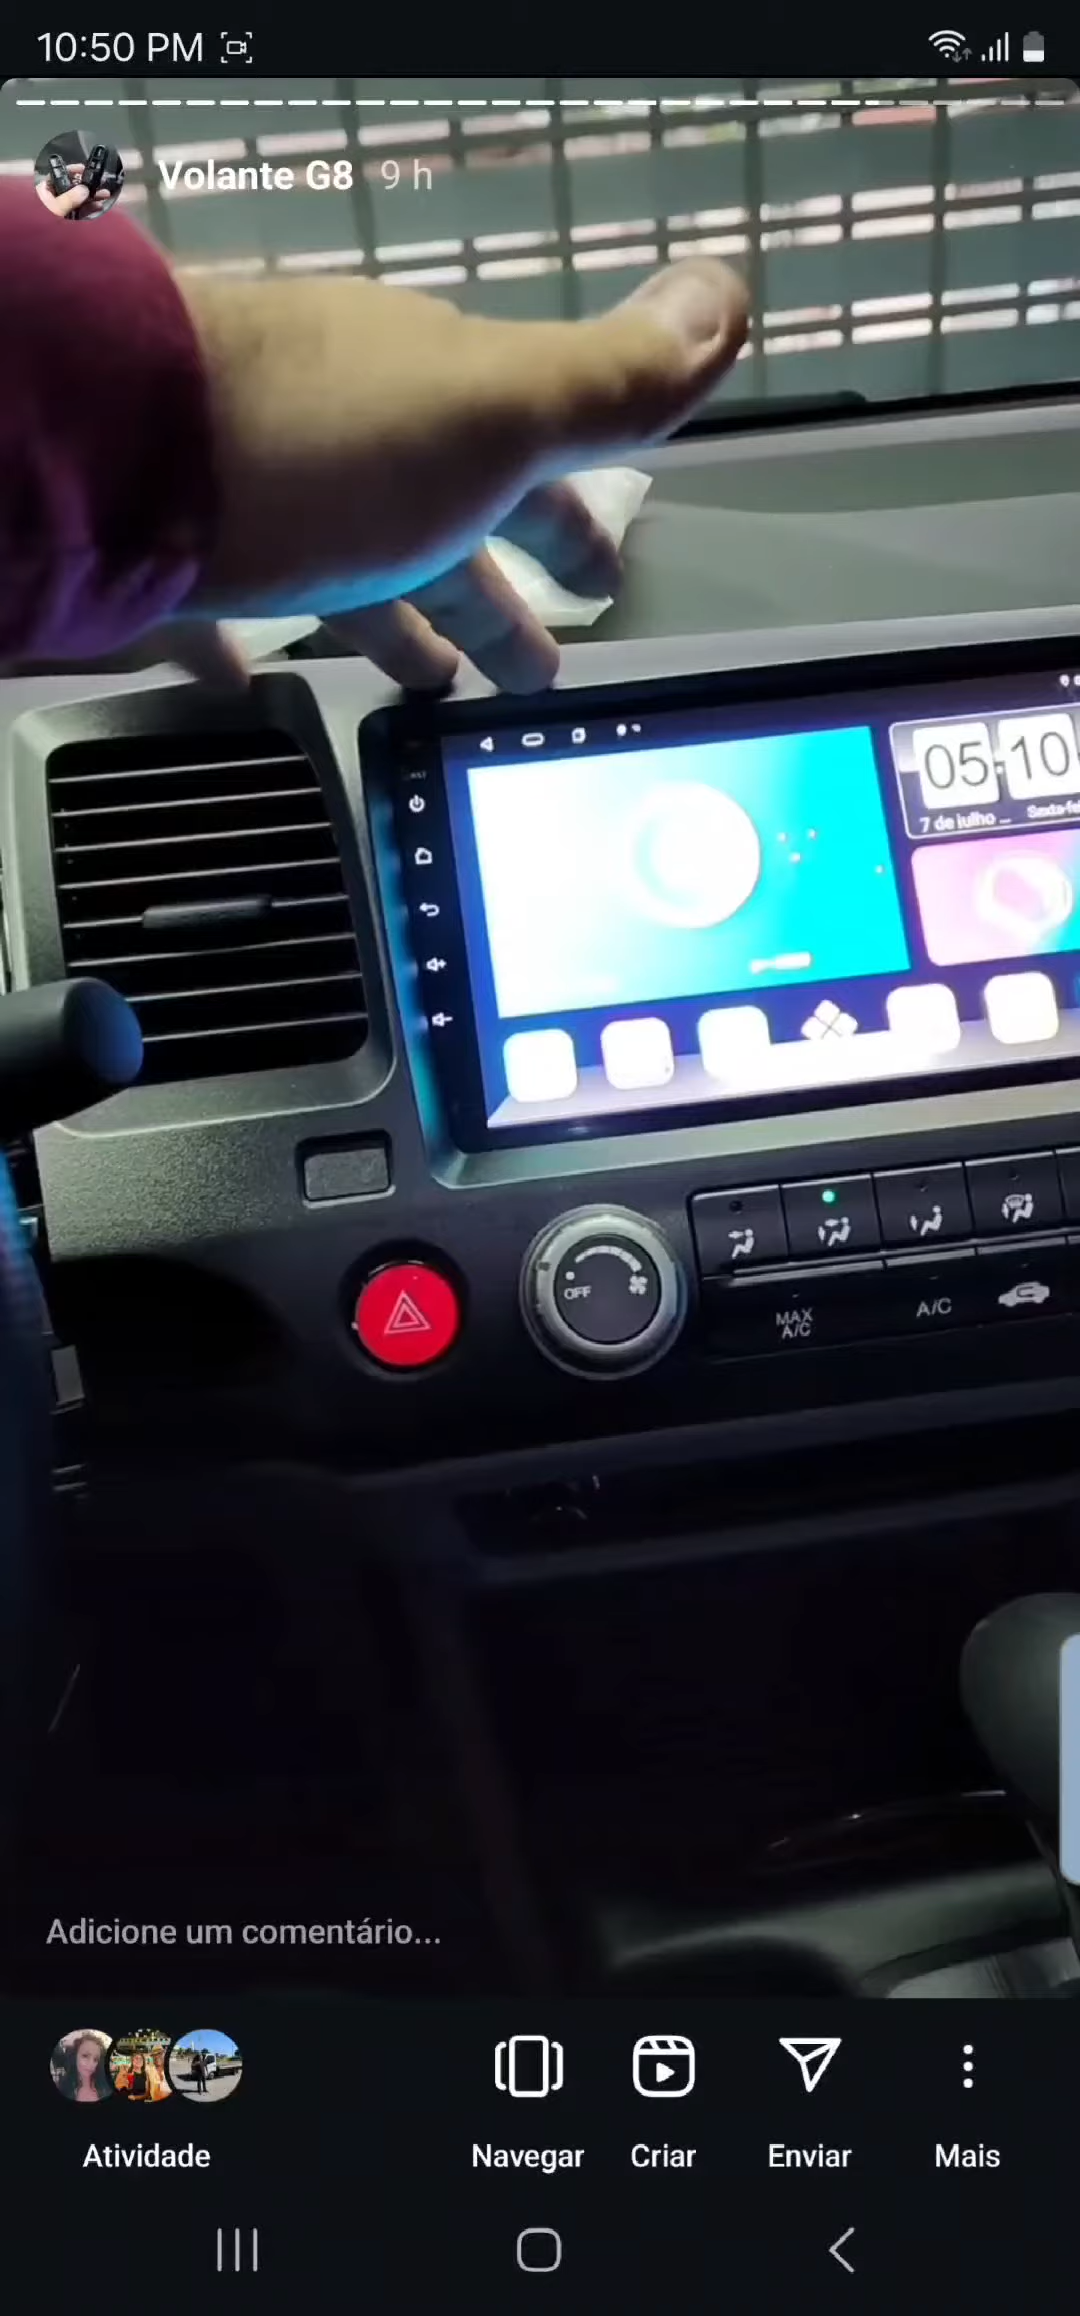 10:50 PM
Volante G8 9 h
05:10
7 de julho ...
OFF
MAX
A/C
A/C
Adicione um comentário...
Atividade
Navegar
Criar
Enviar
Mais